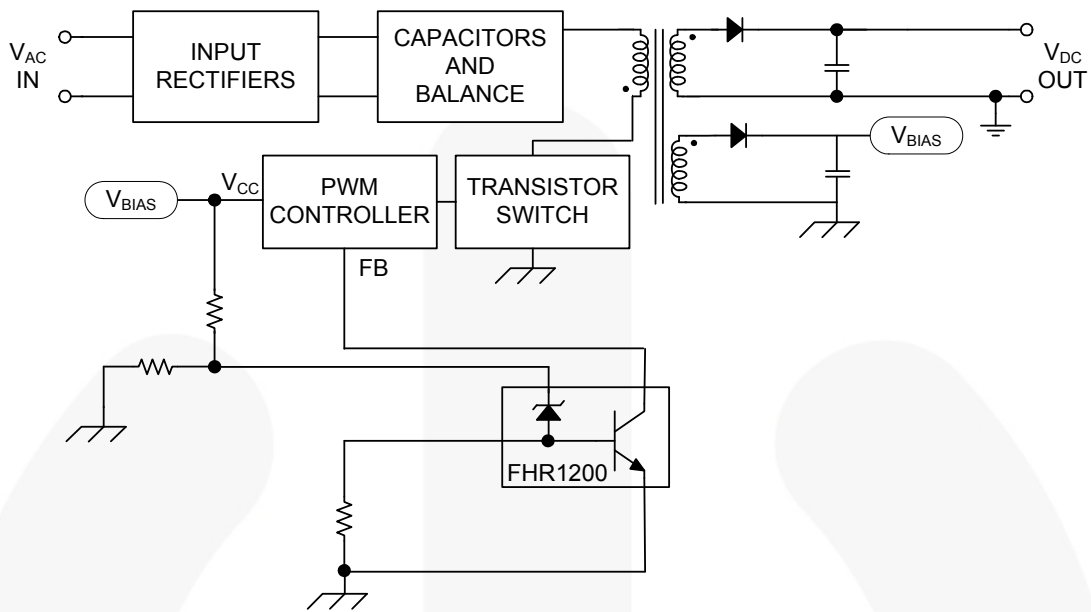 V_AC
IN
INPUT
RECTIFIERS
CAPACITORS
AND
BALANCE
V_DC
OUT
V_BIAS
V_BIAS
V_CC
PWM
CONTROLLER
TRANSISTOR
SWITCH
FB
FHR1200